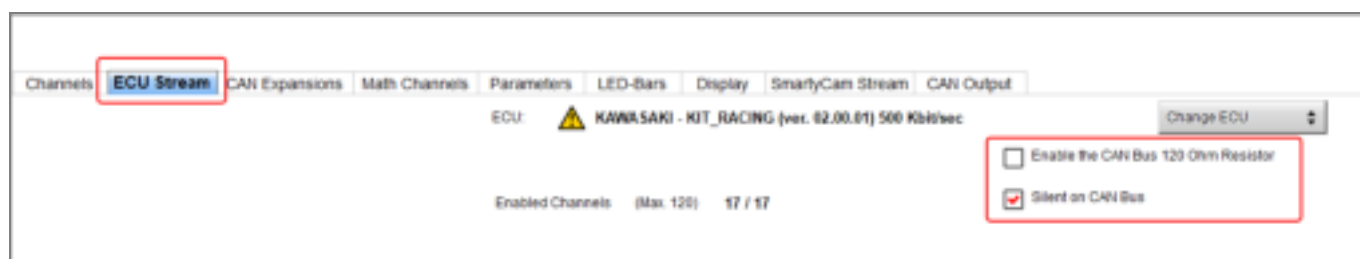 Channels ECU Stream CAN Expansions Math Channels Parameters LED-Bars Display SmartyCam Stream CAN Output
ECU: KAWASAKI - KIT_RACING (ver. 02.00.01) 500 Kbit/sec Change ECU
Enable the CAN Bus 120 Ohm Resistor
Enabled Channels (Max. 120) 17 / 17 Silent on CAN Bus